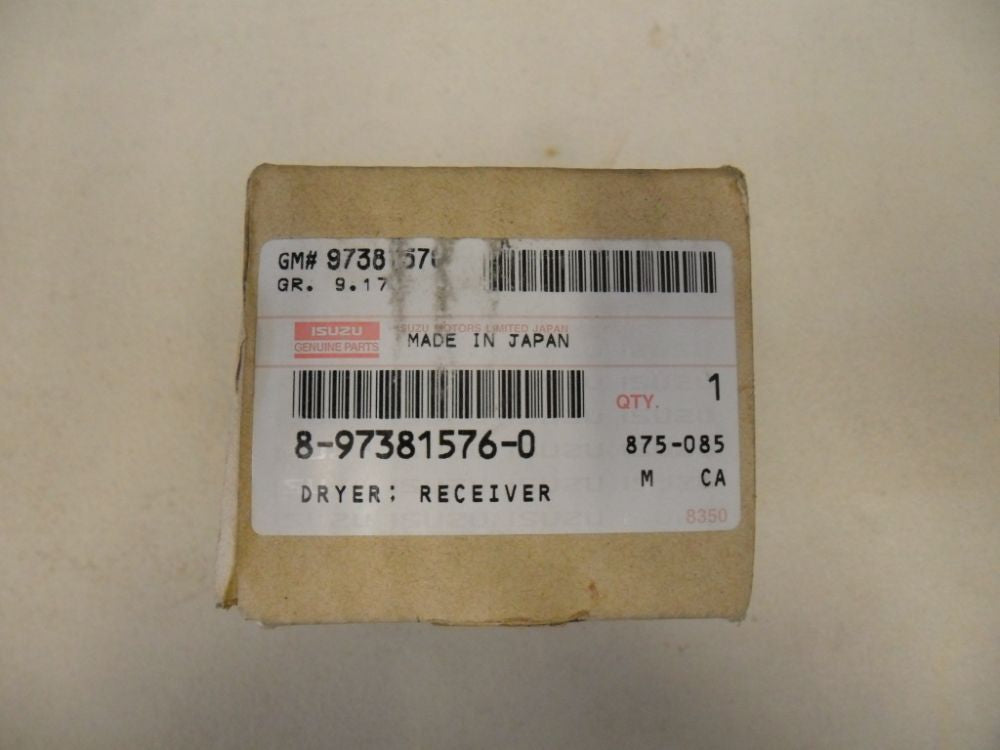 GR. 9.17
ISUZU
GENUINE PARTS
ISUZU MOTORS LIMITED JAPAN
MADE IN JAPAN
QTY. 1
8-97381576-0
875-085
M CA
DRYER; RECEIVER
8350
GM#